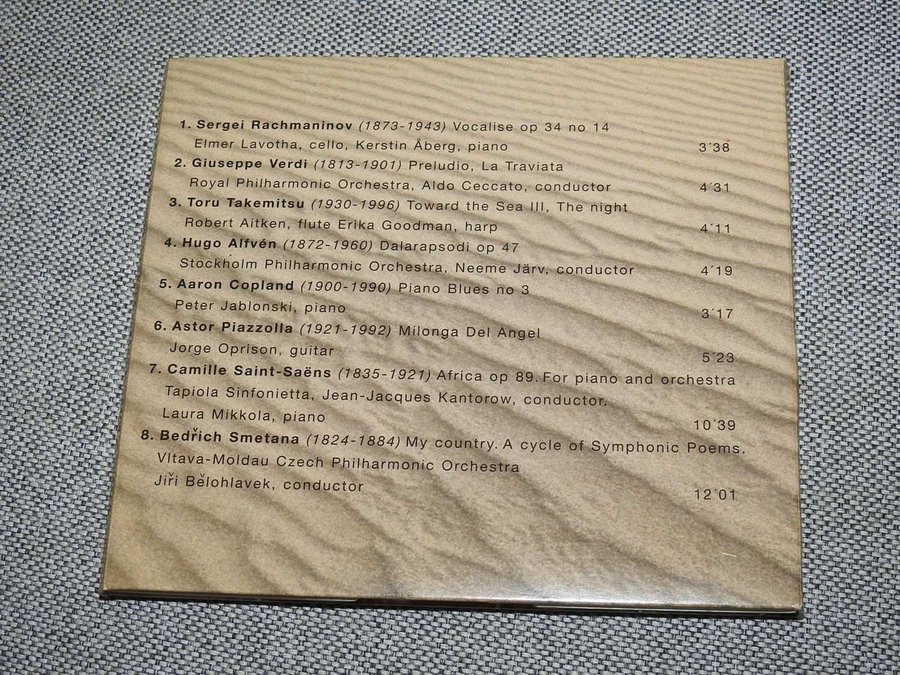 1. Sergei Rachmaninov (1873-1943) Vocalise op 34 no 14
Elmer Lavotha, cello, Kerstin Åberg, piano 3´38
2. Giuseppe Verdi (1813-1901) Preludio, La Traviata
Royal Philharmonic Orchestra, Aldo Ceccato, conductor 4´31
3. Toru Takemitsu (1930-1996) Toward the Sea III, The night
Robert Aitken, flute Erika Goodman, harp 4´11
4. Hugo Alfvén (1872-1960) Dalarapsodi op 47
Stockholm Philharmonic Orchestra, Neeme Järv, conductor 4´19
5. Aaron Copland (1900-1990) Piano Blues no 3
Peter Jablonski, piano 3´17
6. Astor Piazzolla (1921-1992) Milonga Del Angel
Jorge Oprison, guitar 5´23
7. Camille Saint-Saëns (1835-1921) Africa op 89. For piano and orchestra
Tapiola Sinfonietta, Jean-Jacques Kantorow, conductor.
Laura Mikkola, piano 10´39
8. Bedřich Smetana (1824-1884) My country. A cycle of Symphonic Poems.
Vltava-Moldau Czech Philharmonic Orchestra
Jiři Bělohlavek, conductor 12´01